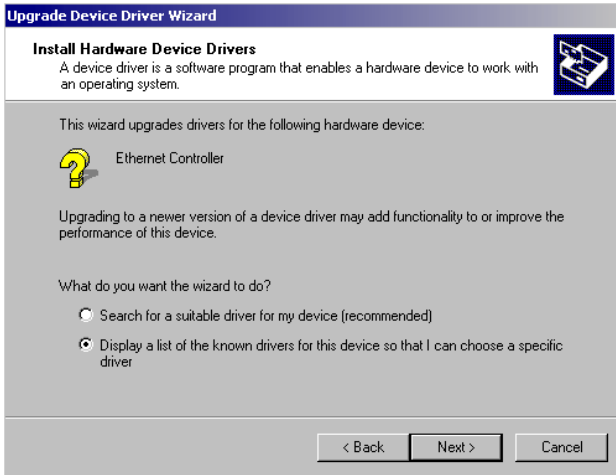 Upgrade Device Driver Wizard
Install Hardware Device Drivers
A device driver is a software program that enables a hardware device to work with
an operating system.
This wizard upgrades drivers for the following hardware device:
Ethernet Controller
Upgrading to a newer version of a device driver may add functionality to or improve the
performance of this device.
What do you want the wizard to do?
Search for a suitable driver for my device (recommended)
Display a list of the known drivers for this device so that I can choose a specific
driver
< Back
Next >
Cancel